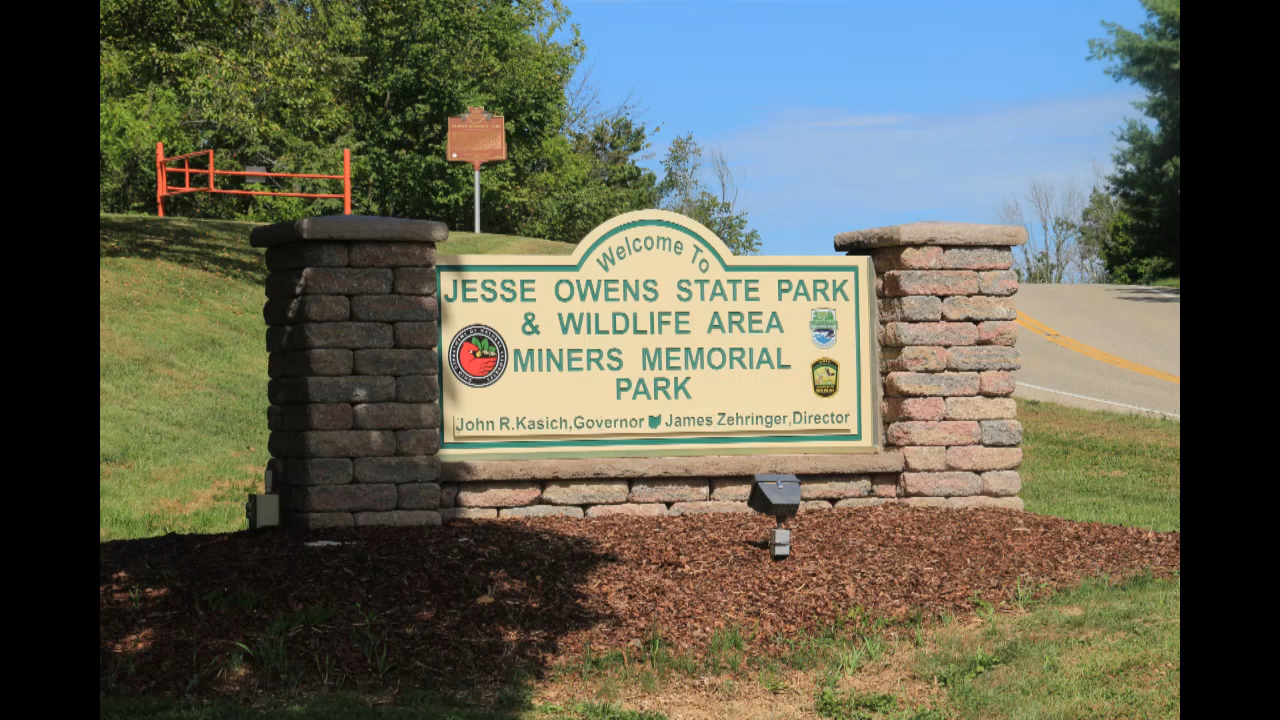 Welcome To
JESSE OWENS STATE PARK
& WILDLIFE AREA
MINERS MEMORIAL
PARK
John R.Kasich,Governor James Zehringer,Director